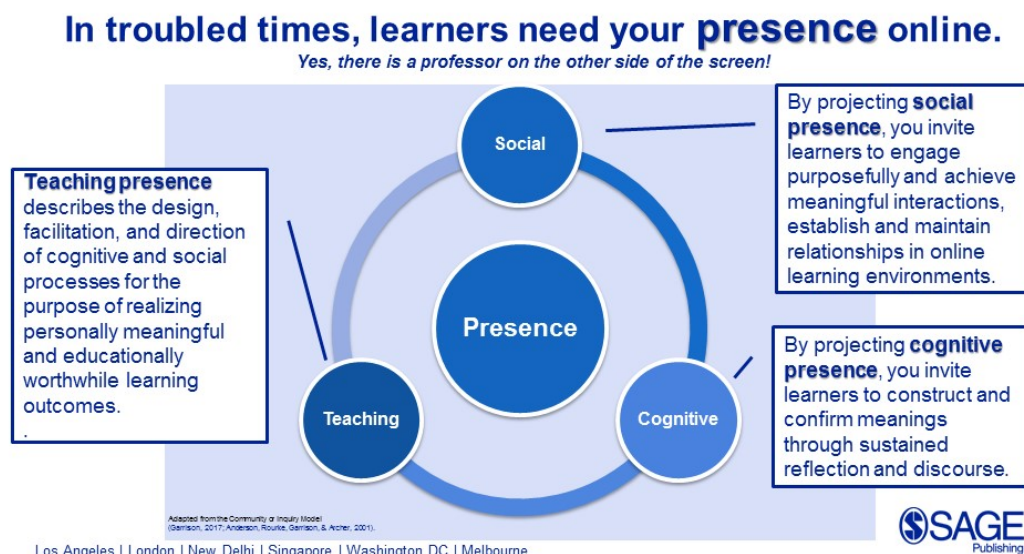 In troubled times, learners need your presence online.
Yes, there is a professor on the other side of the screen!
Social
By projecting social
presence, you invite
learners to engage
purposefully and achieve
meaningful interactions,
establish and maintain
relationships in online
learning environments.
Teaching presence
describes the design,
facilitation, and direction
of cognitive and social
processes for the
purpose of realizing
personally meaningful
and educationally
worthwhile learning
outcomes.
.
Presence
Teaching
Cognitive
By projecting cognitive
presence, you invite
learners to construct and
confirm meanings
through sustained
reflection and discourse.
Adapted from the Community of Inquiry Model
(Garrison, 2017; Anderson, Rourke, Garrison, & Archer, 2001).
SAGE
Publishing
Los Angeles | London | New Delhi | Singapore | Washington DC | Melbourne